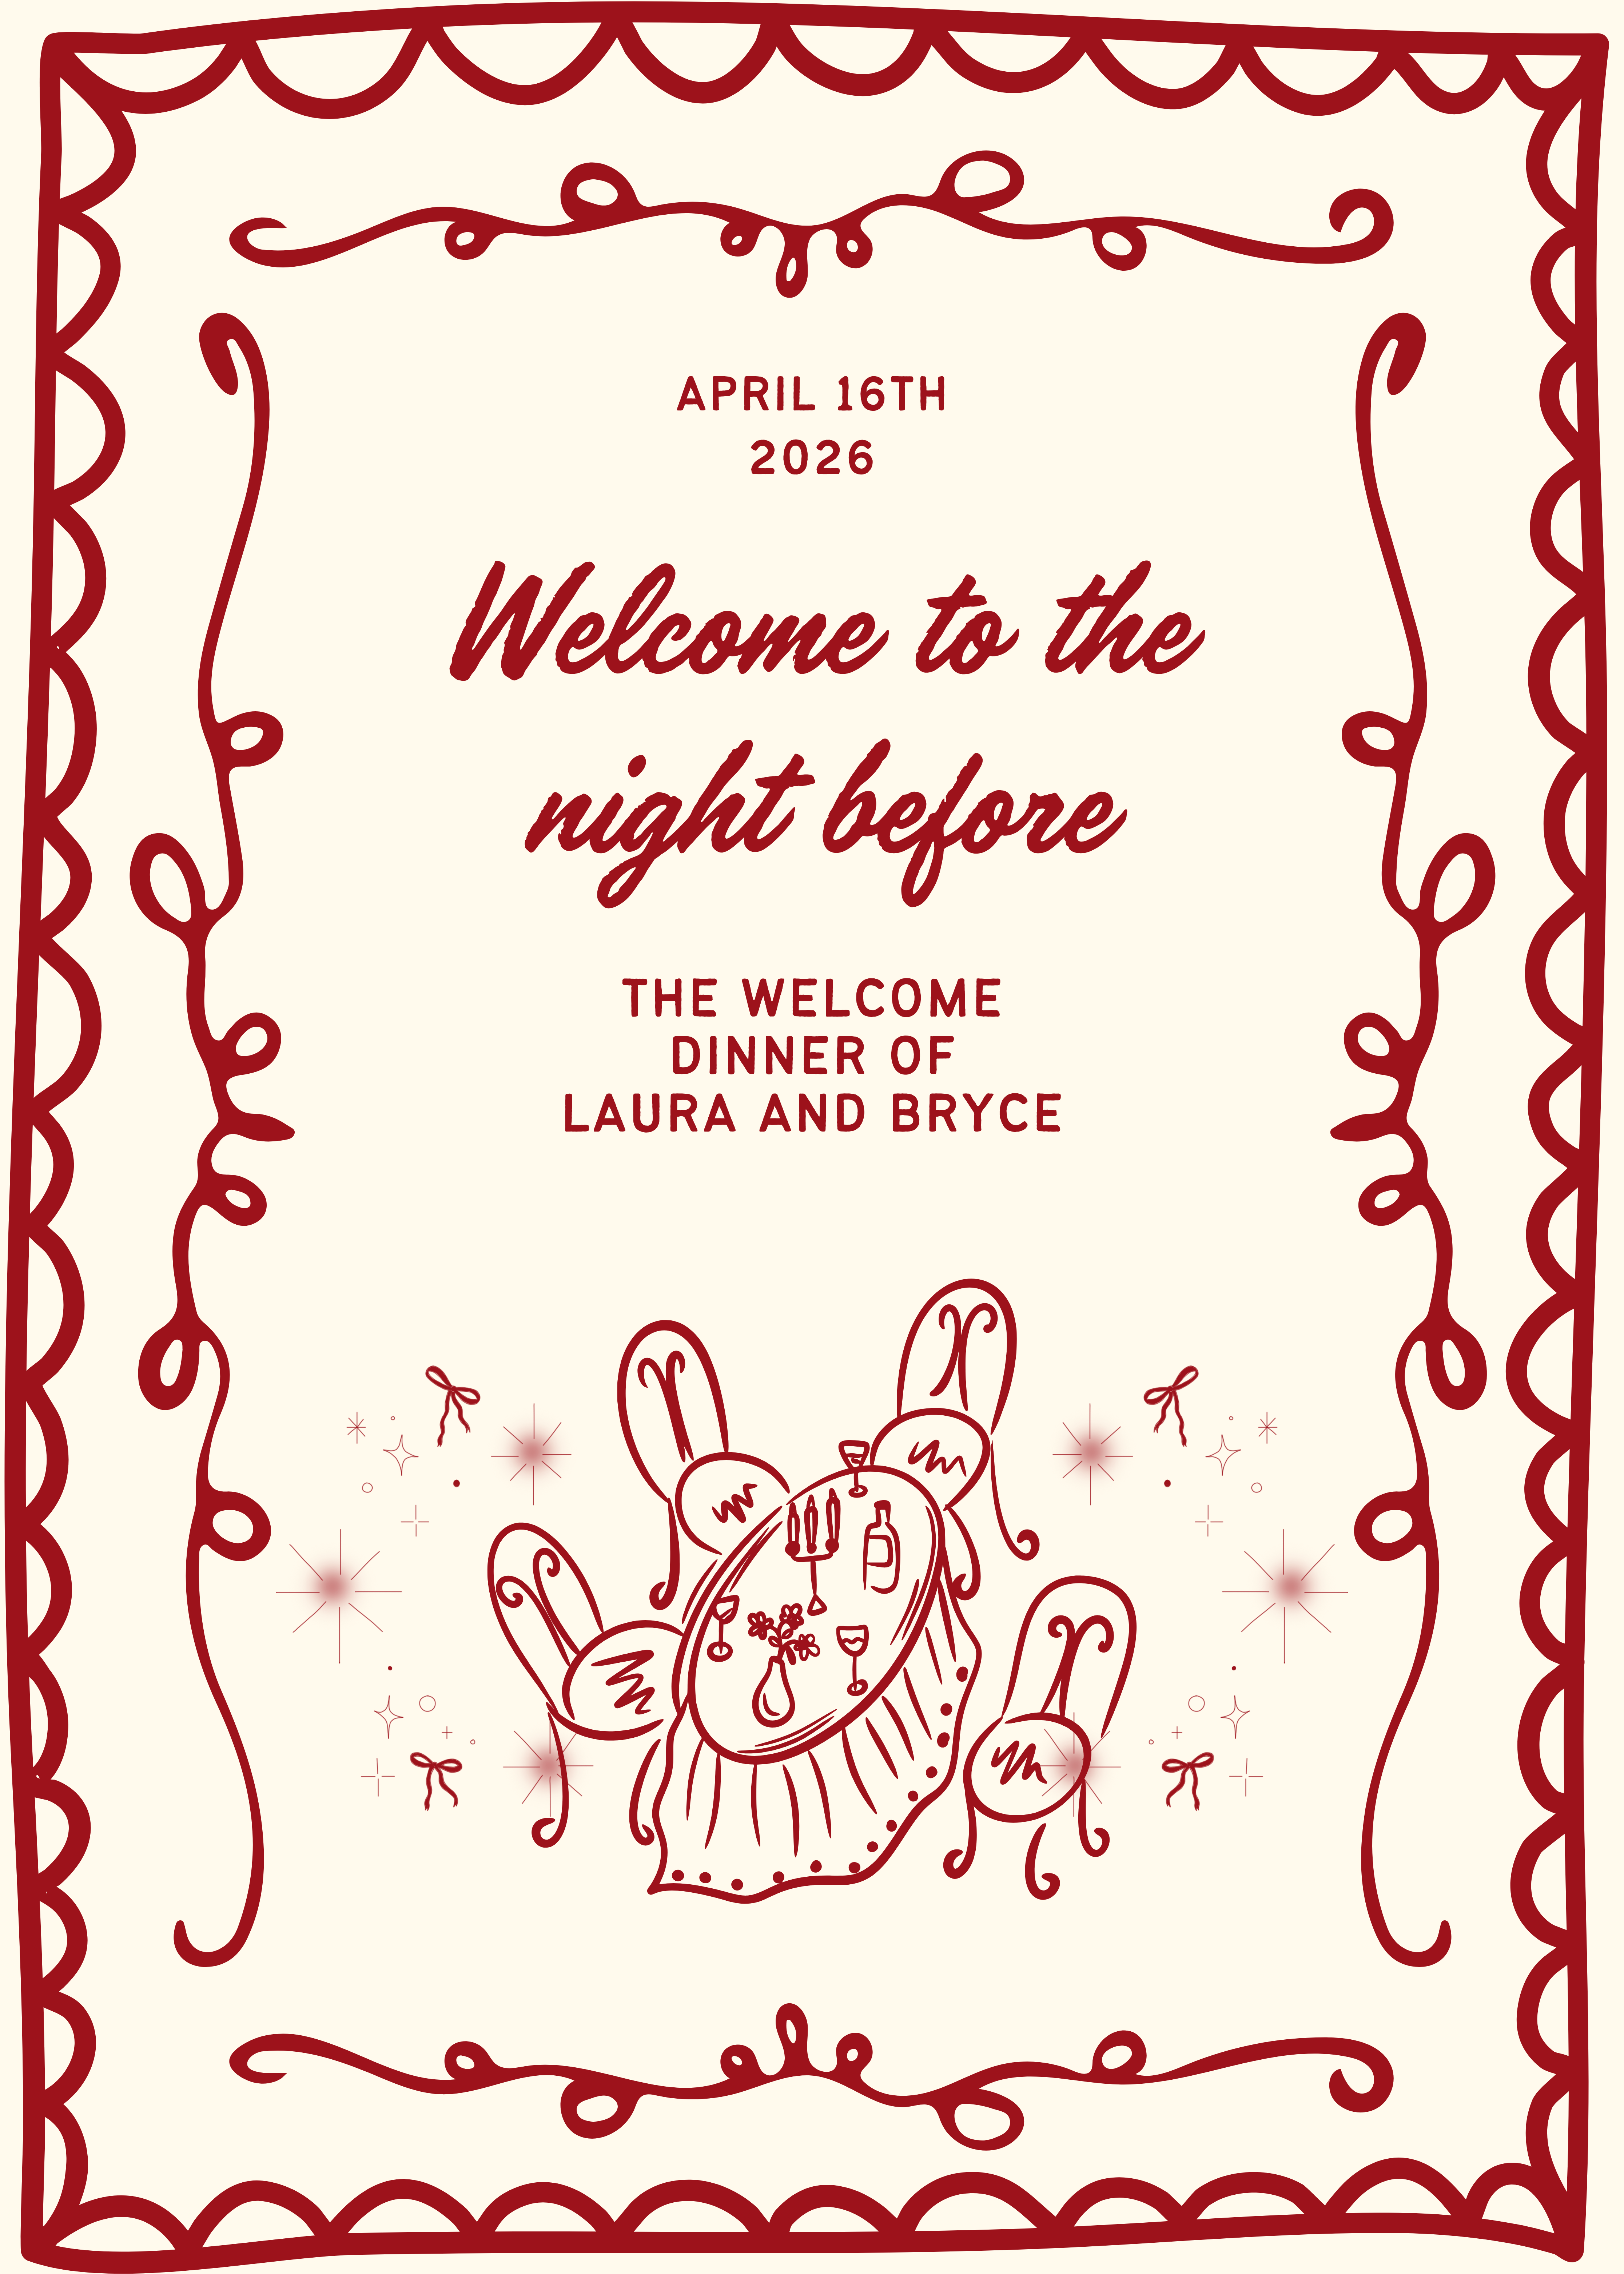 APRIL 16TH
2026
Welcome to the
night before
THE WELCOME
DINNER OF
LAURA AND BRYCE